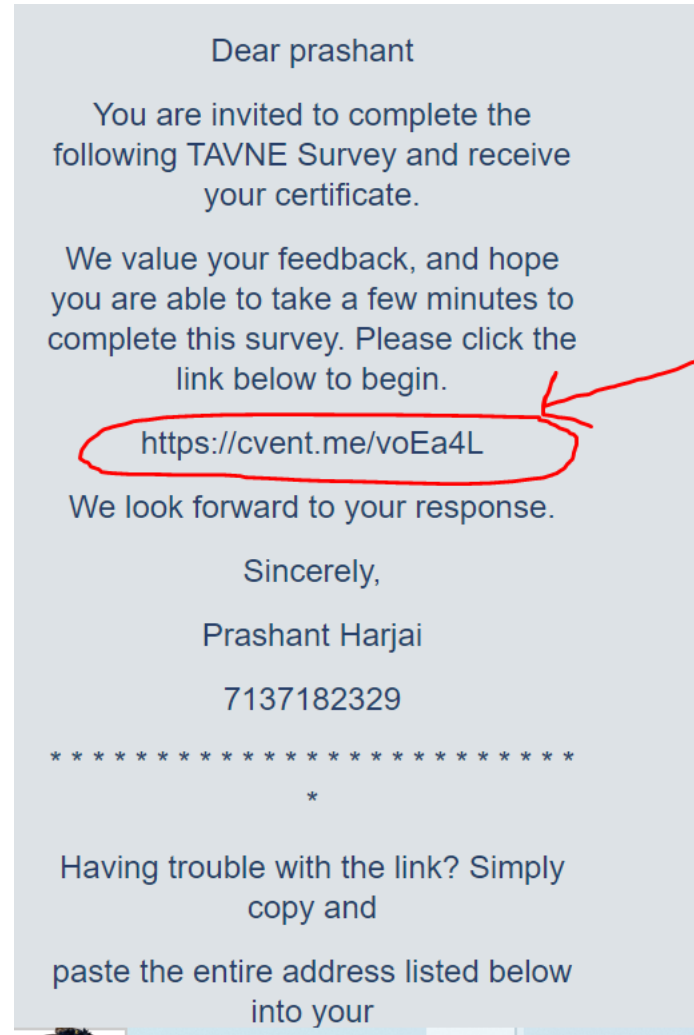 Dear prashant
You are invited to complete the
following TAVNE Survey and receive
your certificate.
We value your feedback, and hope
you are able to take a few minutes to
complete this survey. Please click the
link below to begin.
https://cvent.me/voEa4L
We look forward to your response.
Sincerely,
Prashant Harjai
7137182329
* * * * * * * * * * * * * * * * * * * * * * * * *
*
Having trouble with the link? Simply
copy and
paste the entire address listed below
into your